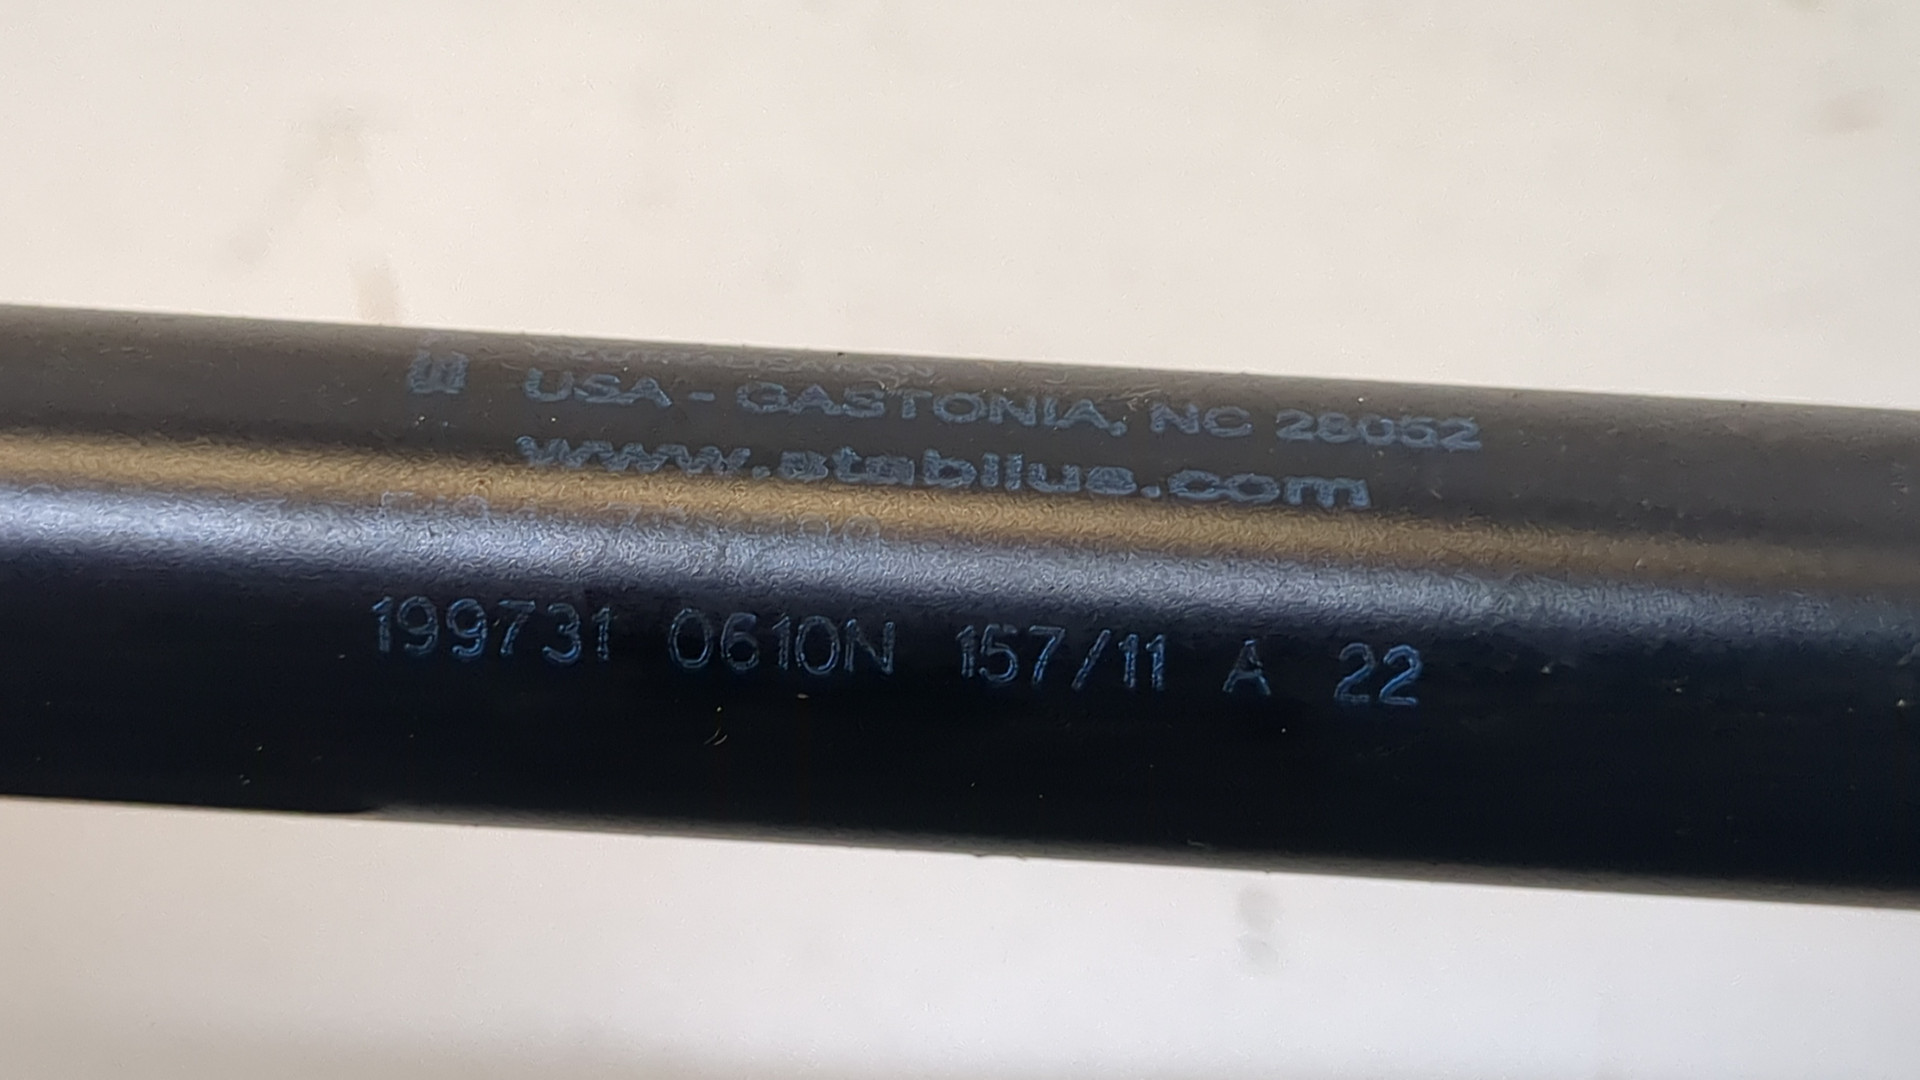 USA - GASTONIA, NC 28052
www.stabilus.com
199731 0610N 157/11 A 22